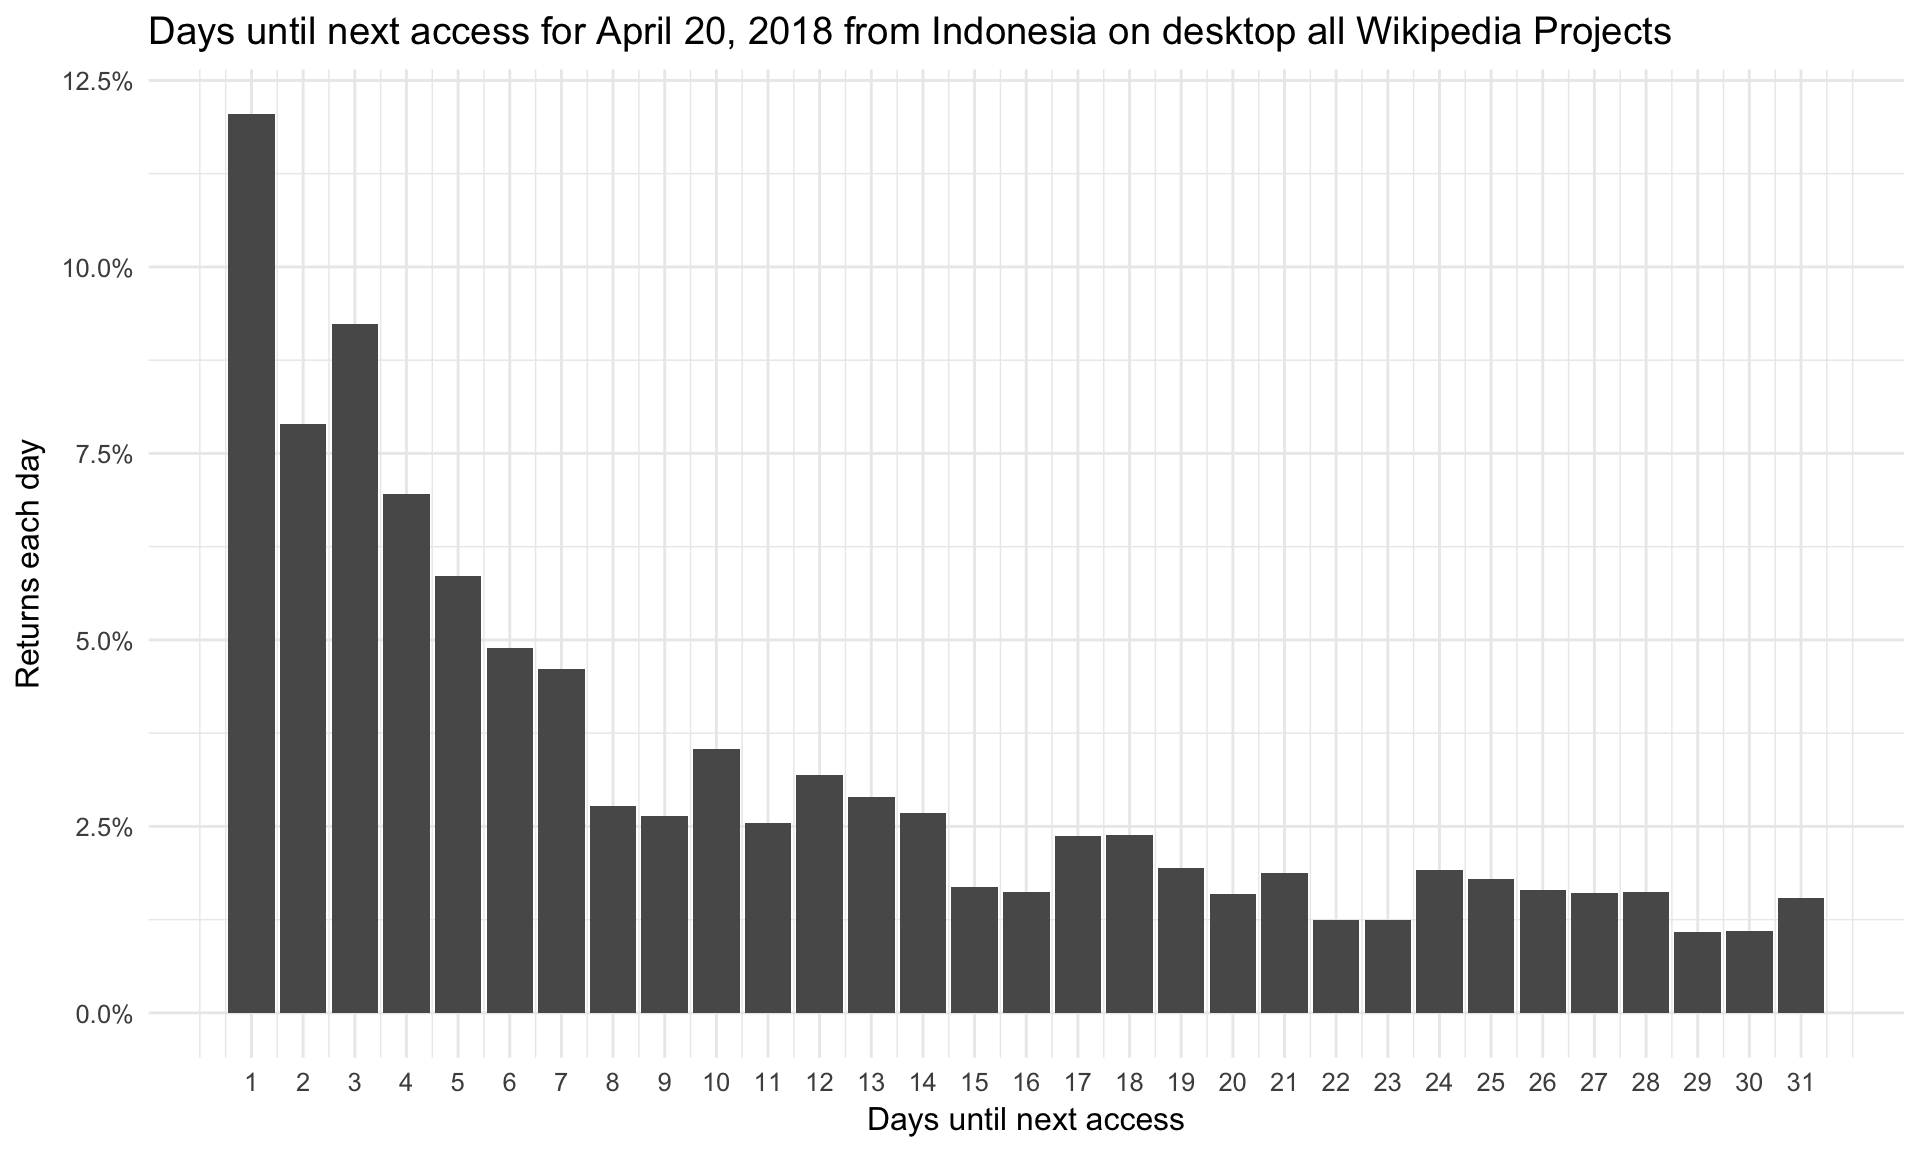 Days until next access for April 20, 2018 from Indonesia on desktop all Wikipedia Projects
12.5%
10.0%
7.5%
5.0%
2.5%
0.0%
Returns each day
1 2 3 4 5 6 7 8 9 10 11 12 13 14 15 16 17 18 19 20 21 22 23 24 25 26 27 28 29 30 31
Days until next access